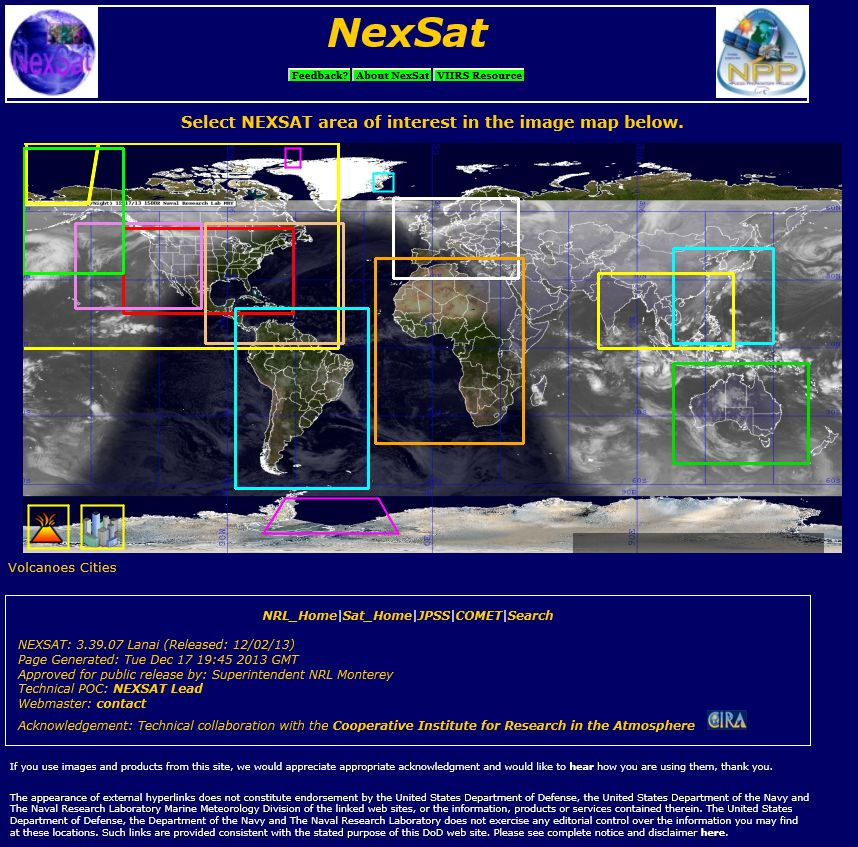 NexSat
NexSat
NPP
Feedback? About NexSat VIIRS Resource
Select NEXSAT area of interest in the image map below.
Naval Research Lab
Volcanoes Cities
NRL_Home|Sat_Home|JPSS|COMET|Search
NEXSAT: 3.39.07 Lanai (Released: 12/02/13)
Page Generated: Tue Dec 17 19:45 2013 GMT
Approved for public release by: Superintendent NRL Monterey
Technical POC: NEXSAT Lead
Webmaster: contact
Acknowledgement: Technical collaboration with the Cooperative Institute for Research in the Atmosphere CIRA
If you use images and products from this site, we would appreciate appropriate acknowledgment and would like to hear how you are using them, thank you.
The appearance of external hyperlinks does not constitute endorsement by the United States Department of Defense, the United States Department of the Navy and
The Naval Research Laboratory Marine Meteorology Division of the linked web sites, or the information, products or services contained therein. The United States
Department of Defense, the Department of the Navy and The Naval Research Laboratory does not exercise any editorial control over the information you may find
at these locations. Such links are provided consistent with the stated purpose of this DoD web site. Please see complete notice and disclaimer here.